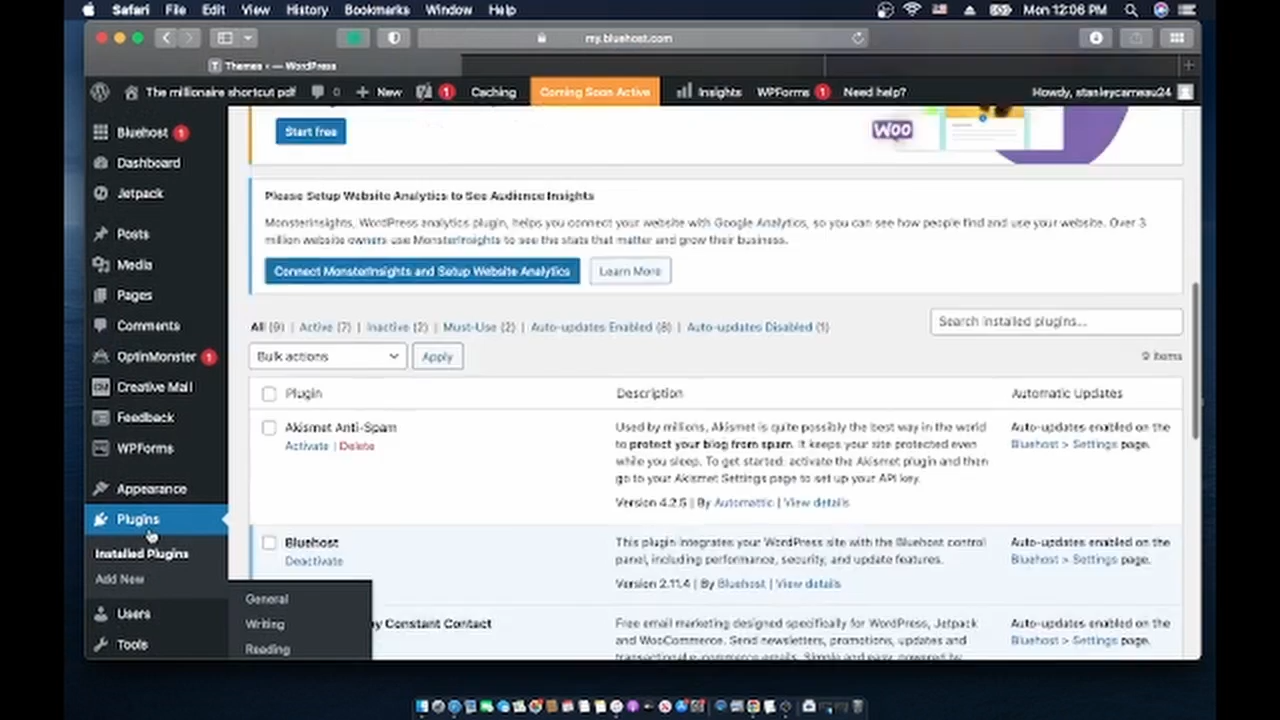 Safari File Edit View History Bookmarks Window Help Mon 12:06 PM
my.bluehost.com
Themes ‹ — WordPress
The millionaire shortcut pdf 0 New 1 Caching Coming Soon Active Insights WPForms 1 Need help? Howdy, stanleycarneau24
Bluehost 1
Dashboard
Jetpack
Posts
Media
Pages
Comments
OptinMonster 1
Creative Mail
Feedback
WPForms
Appearance
Plugins
Installed Plugins
Add New
Users
Tools
General
Writing
Reading
Start free
Woo
Please Setup Website Analytics to See Audience Insights
MonsterInsights, WordPress analytics plugin, helps you connect your website with Google Analytics, so you can see how people find and use your website. Over 3
million website owners use MonsterInsights to see the stats that matter and grow their business.
Connect MonsterInsights and Setup Website Analytics Learn More
All (9) | Active (7) | Inactive (2) | Must-Use (2) | Auto-updates Enabled (8) | Auto-updates Disabled (1)
Search installed plugins...
Bulk actions Apply
9 items
Plugin Description Automatic Updates
Akismet Anti-Spam
Activate | Delete
Used by millions, Akismet is quite possibly the best way in the world
to protect your blog from spam. It keeps your site protected even
while you sleep. To get started: activate the Akismet plugin and then
go to your Akismet Settings page to set up your API key.
Version 4.2.5 | By Automattic | View details
Auto-updates enabled on the
Bluehost > Settings page.
Bluehost
Deactivate
This plugin integrates your WordPress site with the Bluehost control
panel, including performance, security, and update features.
Version 2.11.4 | By Bluehost | View details
Auto-updates enabled on the
Bluehost > Settings page.
y Constant Contact
Free email marketing designed specifically for WordPress, Jetpack
and WooCommerce. Send newsletters, promotions, updates and
transactional e-commerce emails. Simple and easy, powered by
Auto-updates enabled on the
Bluehost > Settings page.